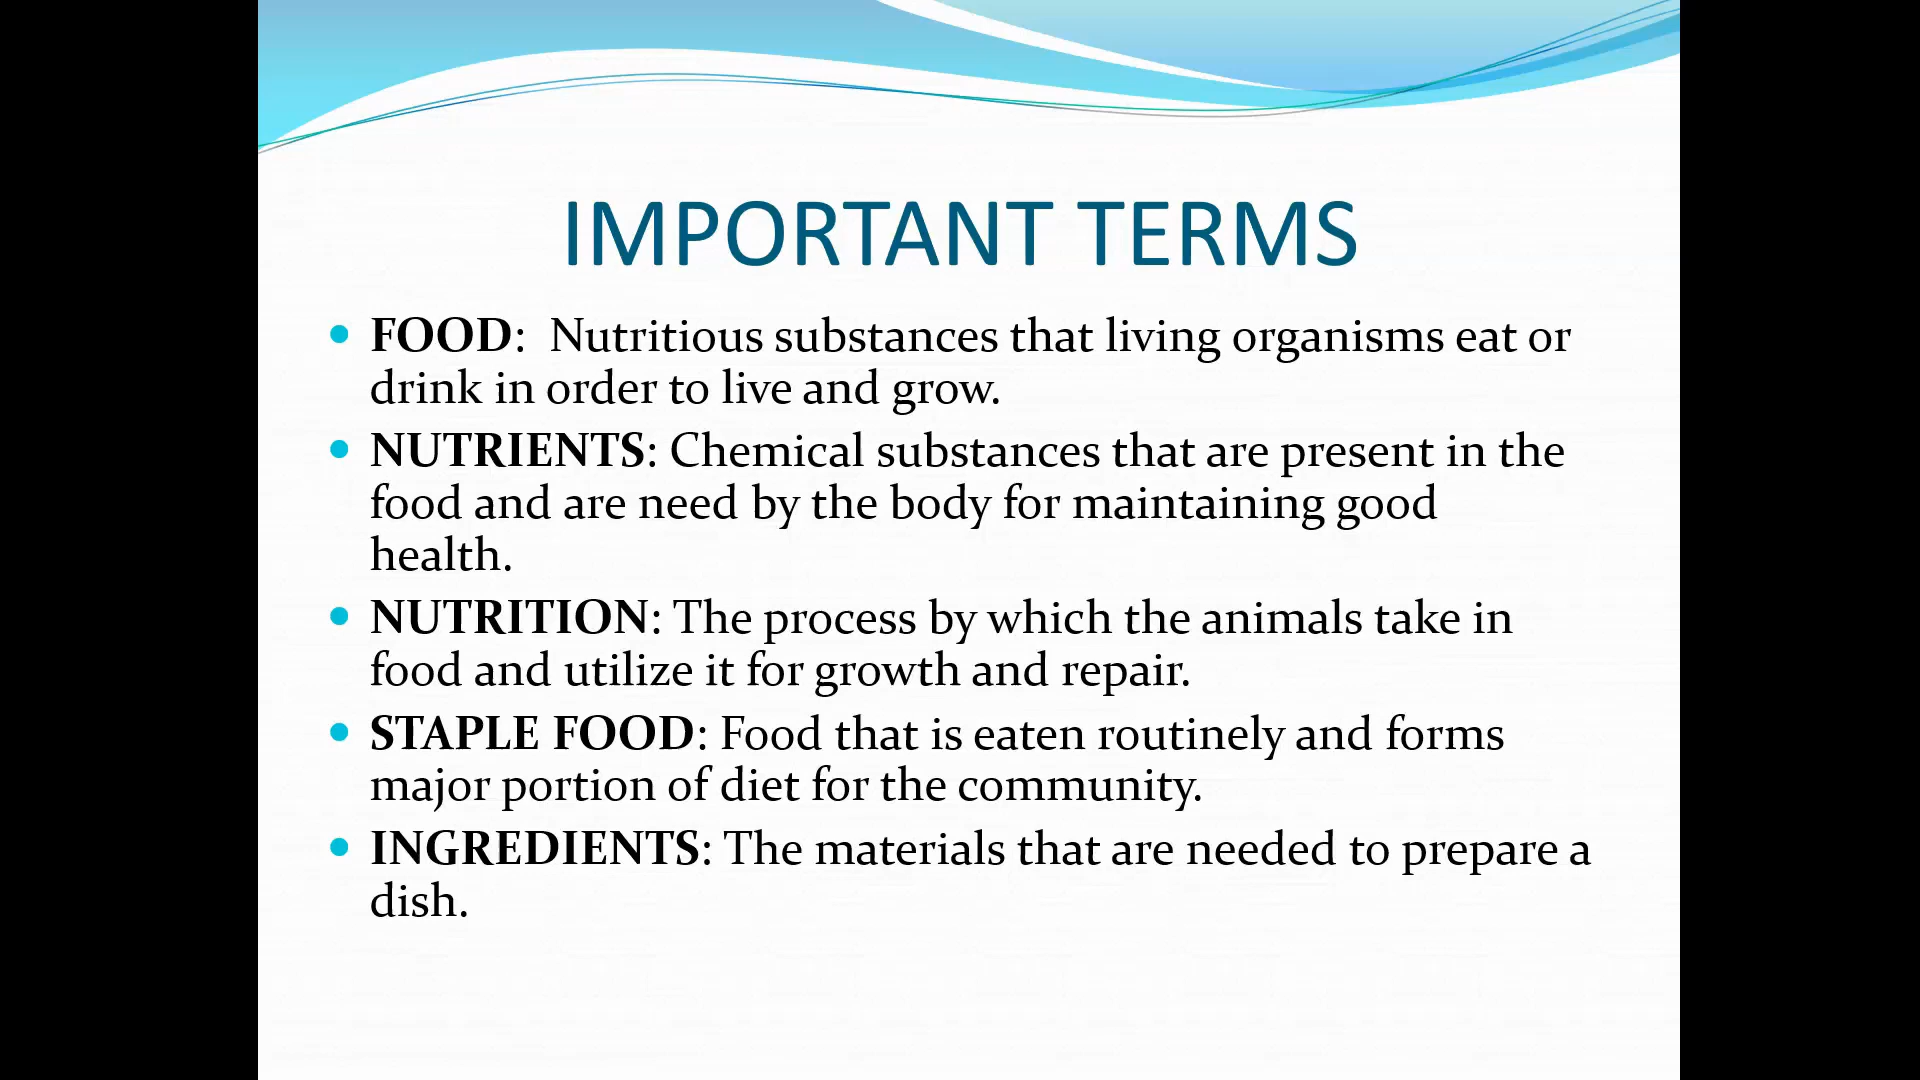 IMPORTANT TERMS
FOOD:  Nutritious substances that living organisms eat or
drink in order to live and grow.
NUTRIENTS: Chemical substances that are present in the
food and are need by the body for maintaining good
health.
NUTRITION: The process by which the animals take in
food and utilize it for growth and repair.
STAPLE FOOD: Food that is eaten routinely and forms
major portion of diet for the community.
INGREDIENTS: The materials that are needed to prepare a
dish.